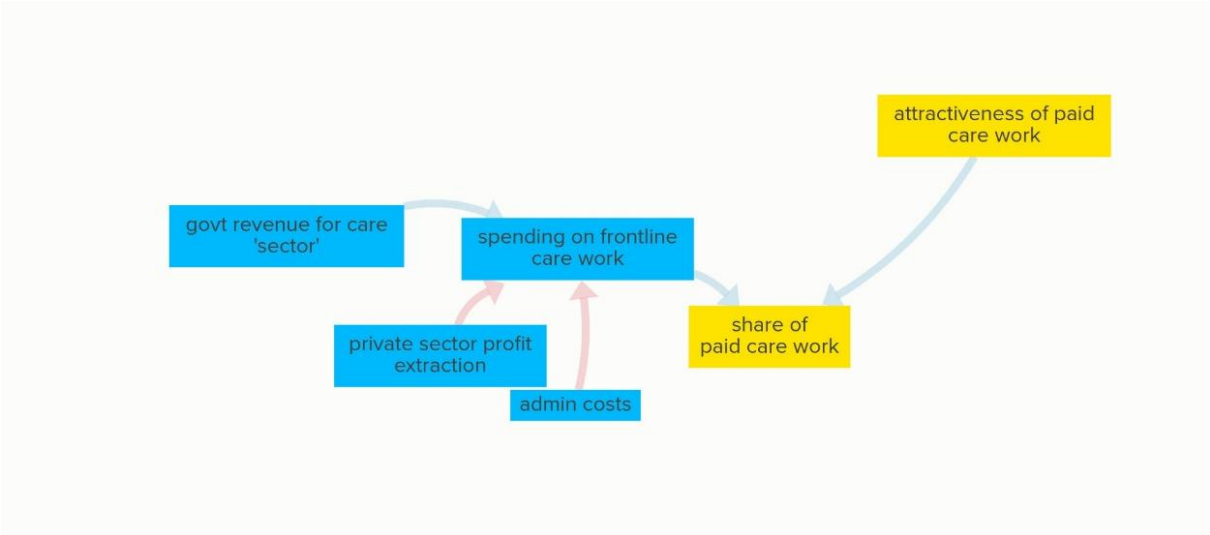 attractiveness of paid
care work
govt revenue for care
'sector'
spending on frontline
care work
share of
paid care work
private sector profit
extraction
admin costs